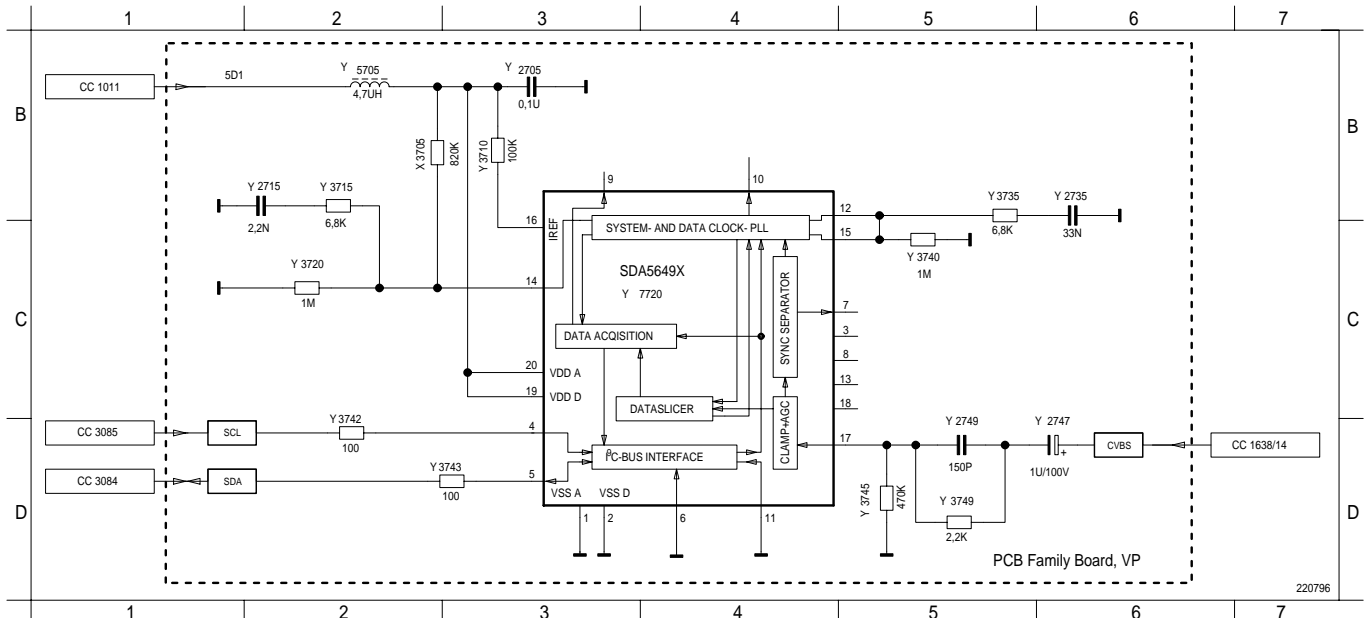 1 2 3 4 5 6 7
B B
CC 1011
5D1
Y 5705
4,7UH
Y 2705
0,1U
X 3705
820K
Y 3710
100K
9
10
Y 2715
2,2N
Y 3715
6,8K
16
IREF
SYSTEM- AND DATA CLOCK- PLL
12
15
Y 3735
6,8K
Y 2735
33N
Y 3740
1M
Y 3720
1M
14
SDA5649X
Y 7720
SYNC SEPARATOR
7
3
8
13
18
C C
DATA ACQISITION
20
VDD A
19
VDD D
DATASLICER
CLAMP+AGC
CC 3085
SCL
Y 3742
100
4
17
Y 2749
150P
Y 2747
1U/100V
+
CVBS
CC 1638/14
I²C-BUS INTERFACE
CC 3084
SDA
Y 3743
100
5
VSS A
VSS D
1
2
6
11
Y 3745
470K
Y 3749
2,2K
D D
PCB Family Board, VP
220796
1 2 3 4 5 6 7